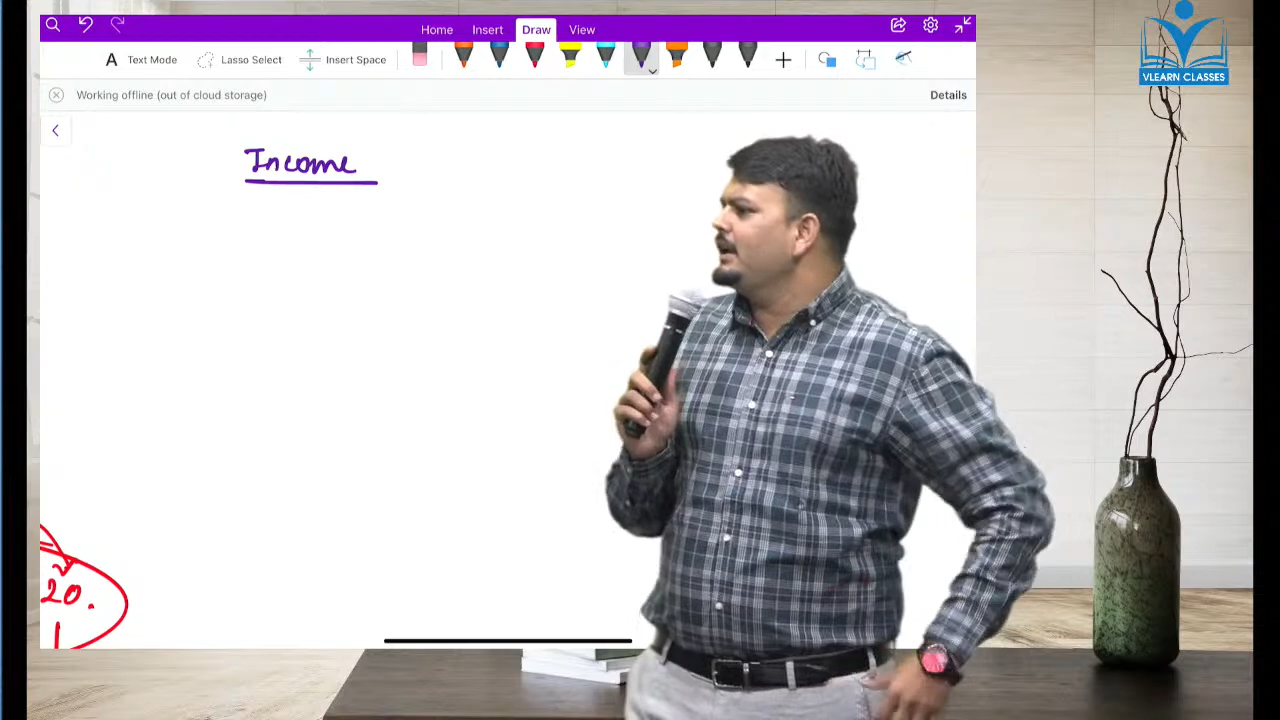 VLEARN CLASSES
Home Insert Draw View
A Text Mode Lasso Select Insert Space
Working offline (out of cloud storage) Details
Income
20.